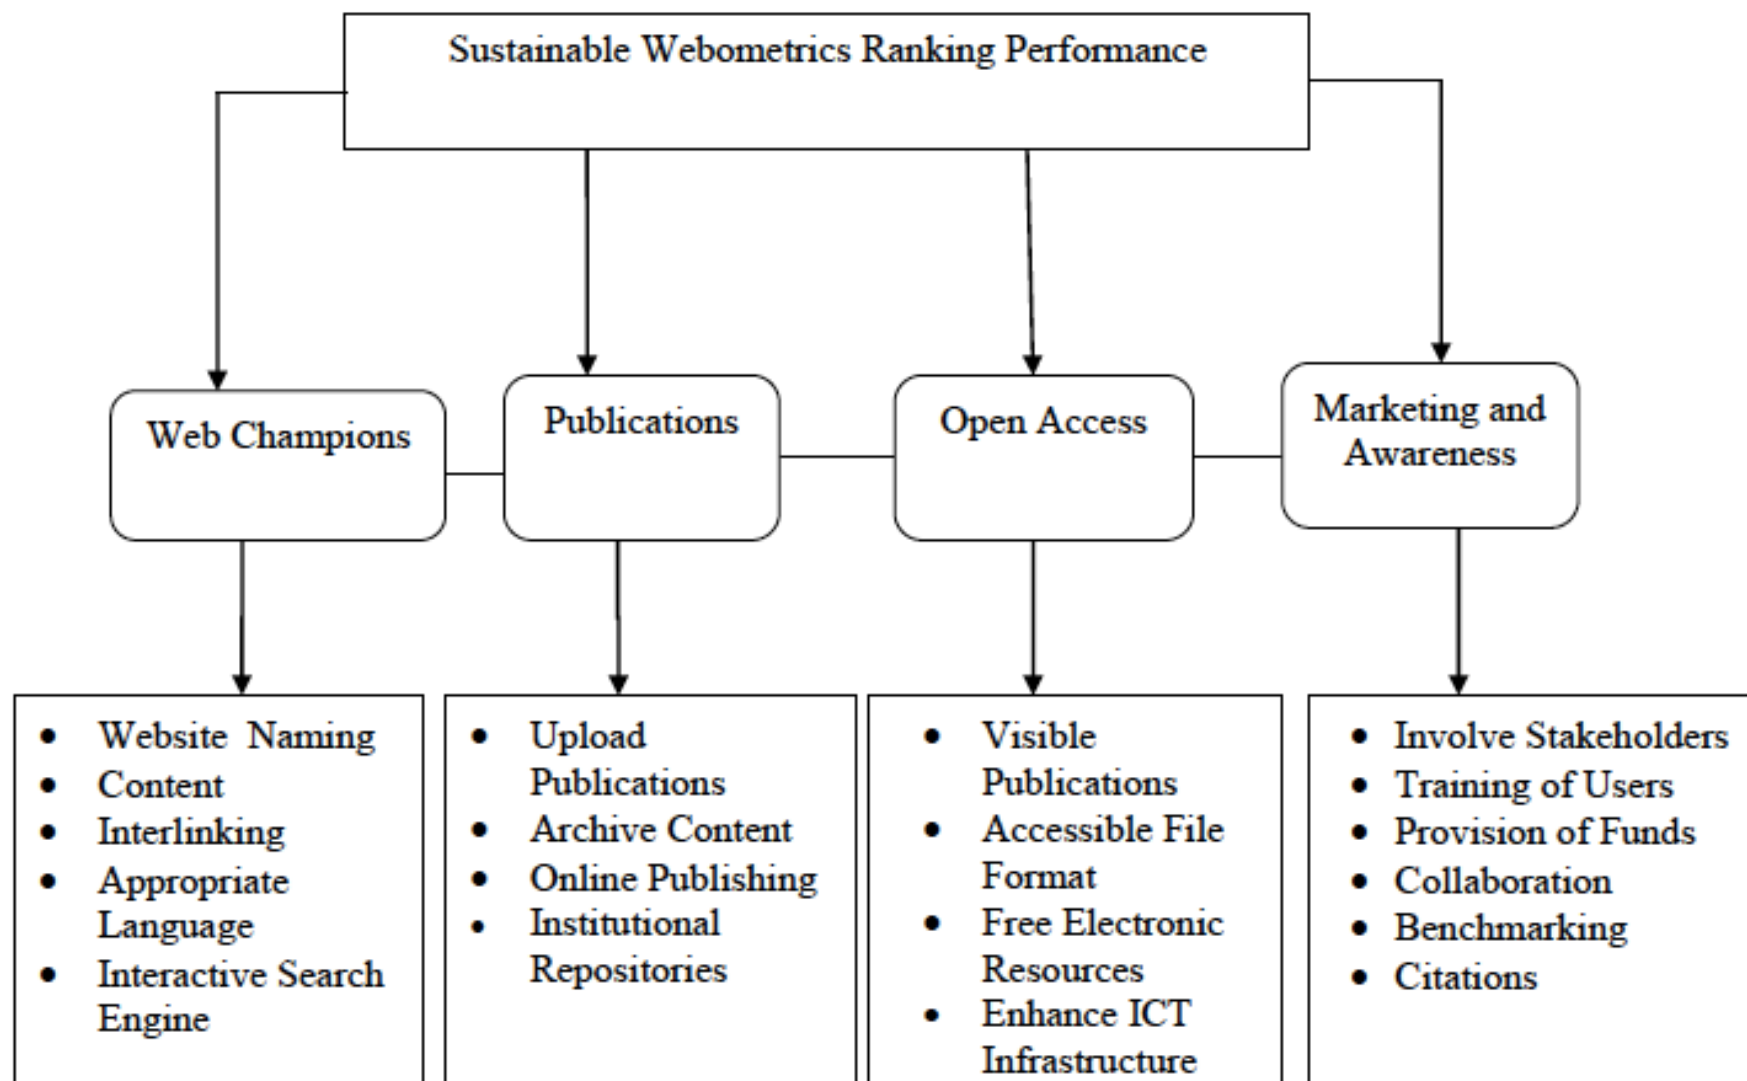 Sustainable Webometrics Ranking Performance
Web Champions
Publications
Open Access
Marketing and
Awareness
• Website Naming
• Content
• Interlinking
• Appropriate
Language
• Interactive Search
Engine
• Upload
Publications
• Archive Content
• Online Publishing
• Institutional
Repositories
• Visible
Publications
• Accessible File
Format
• Free Electronic
Resources
• Enhance ICT
Infrastructure
• Involve Stakeholders
• Training of Users
• Provision of Funds
• Collaboration
• Benchmarking
• Citations